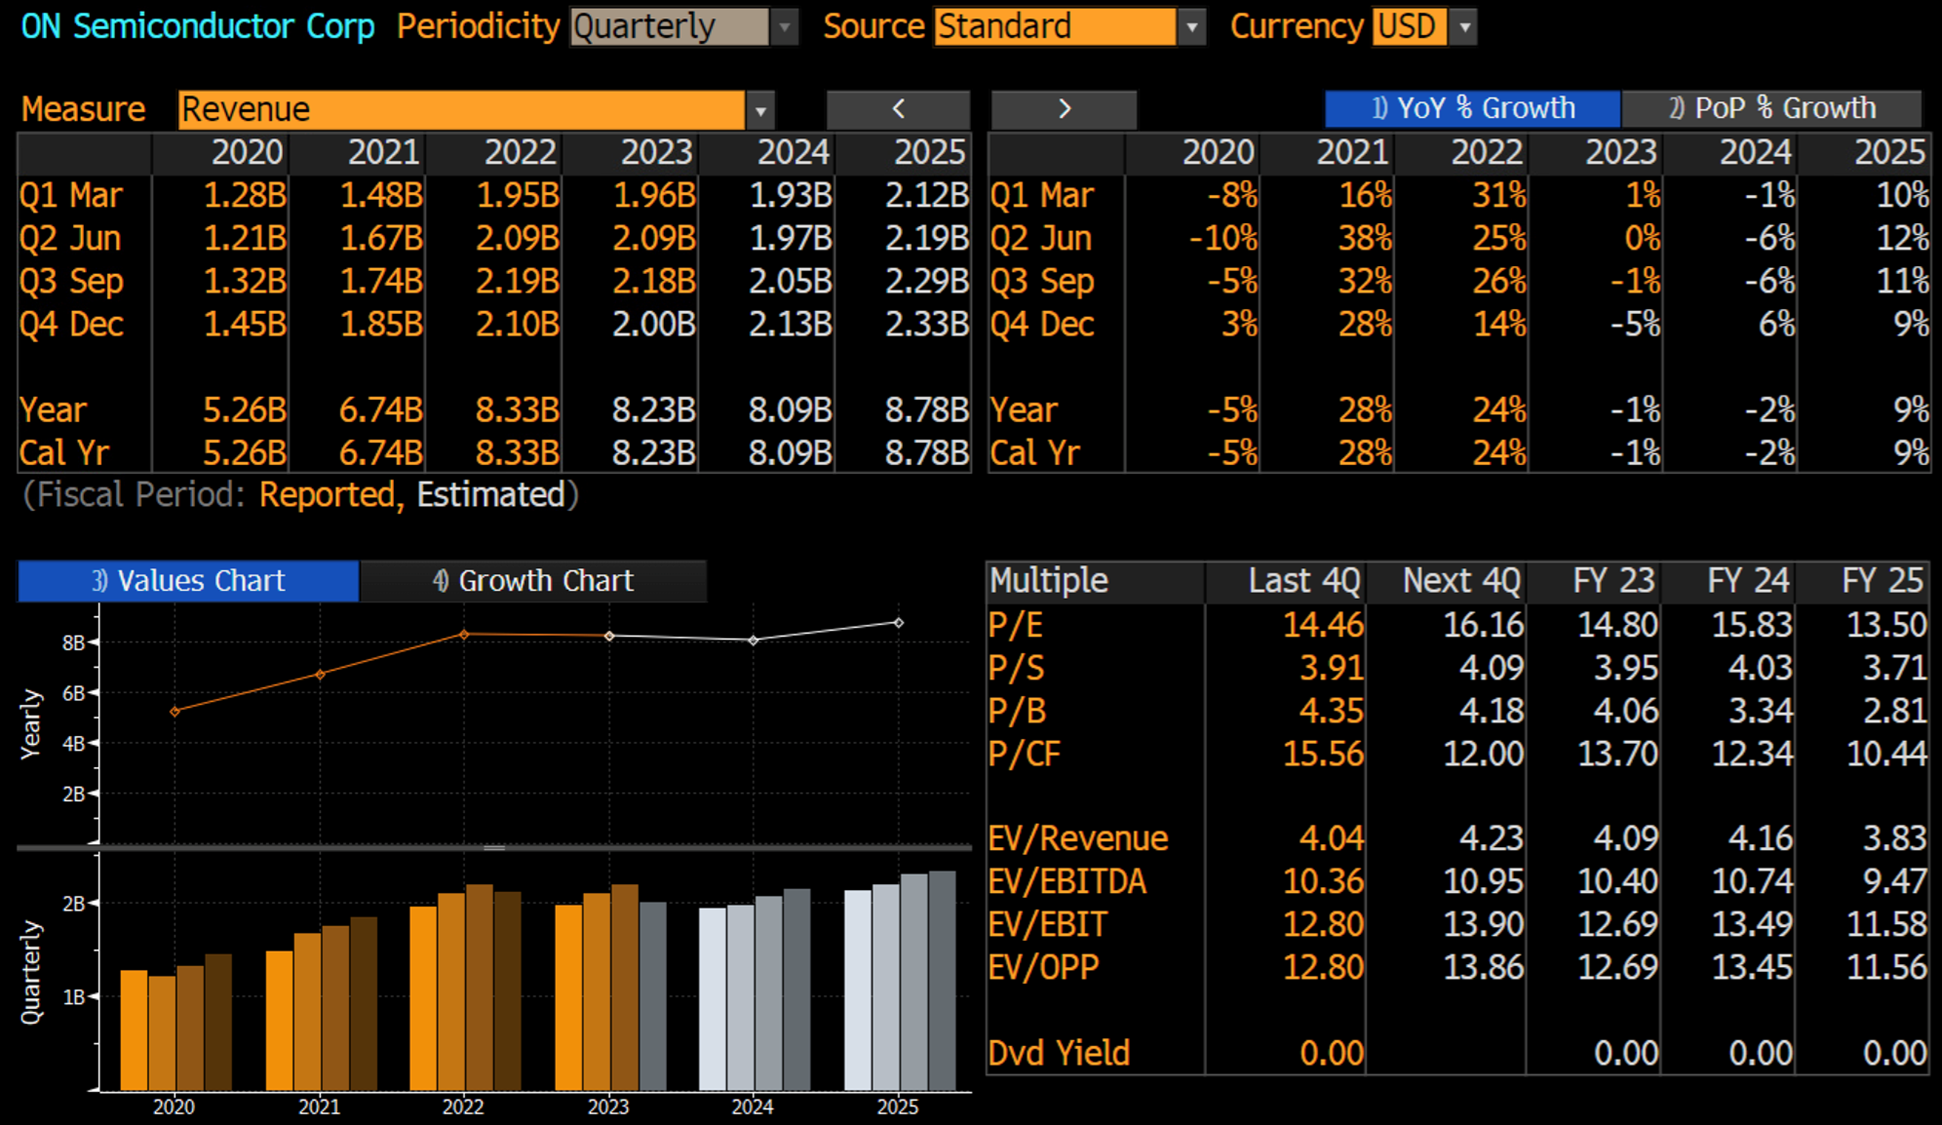 ON Semiconductor Corp Periodicity Quarterly Source Standard Currency USD
Measure Revenue < > 1) YoY % Growth 2) PoP % Growth
2020 2021 2022 2023 2024 2025 2020 2021 2022 2023 2024 2025
Q1 Mar 1.28B 1.48B 1.95B 1.96B 1.93B 2.12B Q1 Mar -8% 16% 31% 1% -1% 10%
Q2 Jun 1.21B 1.67B 2.09B 2.09B 1.97B 2.19B Q2 Jun -10% 38% 25% 0% -6% 12%
Q3 Sep 1.32B 1.74B 2.19B 2.18B 2.05B 2.29B Q3 Sep -5% 32% 26% -1% -6% 11%
Q4 Dec 1.45B 1.85B 2.10B 2.00B 2.13B 2.33B Q4 Dec 3% 28% 14% -5% 6% 9%
Year 5.26B 6.74B 8.33B 8.23B 8.09B 8.78B Year -5% 28% 24% -1% -2% 9%
Cal Yr 5.26B 6.74B 8.33B 8.23B 8.09B 8.78B Cal Yr -5% 28% 24% -1% -2% 9%
(Fiscal Period: Reported, Estimated)
3) Values Chart 4) Growth Chart
Yearly
8B
6B
4B
2B
Quarterly
2B
1B
2020 2021 2022 2023 2024 2025
Multiple Last 4Q Next 4Q FY 23 FY 24 FY 25
P/E 14.46 16.16 14.80 15.83 13.50
P/S 3.91 4.09 3.95 4.03 3.71
P/B 4.35 4.18 4.06 3.34 2.81
P/CF 15.56 12.00 13.70 12.34 10.44
EV/Revenue 4.04 4.23 4.09 4.16 3.83
EV/EBITDA 10.36 10.95 10.40 10.74 9.47
EV/EBIT 12.80 13.90 12.69 13.49 11.58
EV/OPP 12.80 13.86 12.69 13.45 11.56
Dvd Yield 0.00 0.00 0.00 0.00